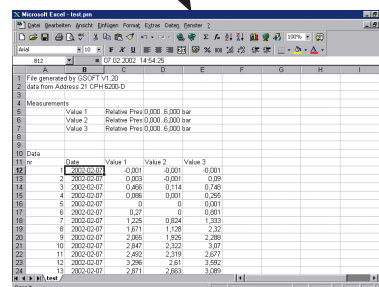 Microsoft Excel - test.prn
Datei Bearbeiten Ansicht Einfügen Format Extras Daten Fenster ?
100%
Arial 10 F K U % 000
B12 = 07.02.2002 14:54:25
A B C D E F G H
1 File generated by GSOFT V1.20
2 data from Address 21 CPH 6200-D
3
4 Measurements
5 Value 1 Relative Pres 0,000..6,000 bar
6 Value 2 Relative Pres 0,000..6,000 bar
7 Value 3 Relative Pres 0,000..6,000 bar
8
9
10 Data
11 nr Date Value 1 Value 2 Value 3
12 1 2002-02-07 -0,001 -0,001 -0,001
13 2 2002-02-07 0,003 -0,001 0,09
14 3 2002-02-07 0,466 0,114 0,748
15 4 2002-02-07 0,086 0,001 0,255
16 5 2002-02-07 0 0 0,001
17 6 2002-02-07 0,27 0 0,801
18 7 2002-02-07 1,225 0,824 1,333
19 8 2002-02-07 1,671 1,128 2,32
20 9 2002-02-07 2,065 1,925 2,288
21 10 2002-02-07 2,847 2,322 3,07
22 11 2002-02-07 2,492 2,319 2,677
23 12 2002-02-07 3,296 2,61 3,592
24 13 2002-02-07 2,871 2,663 3,089
test